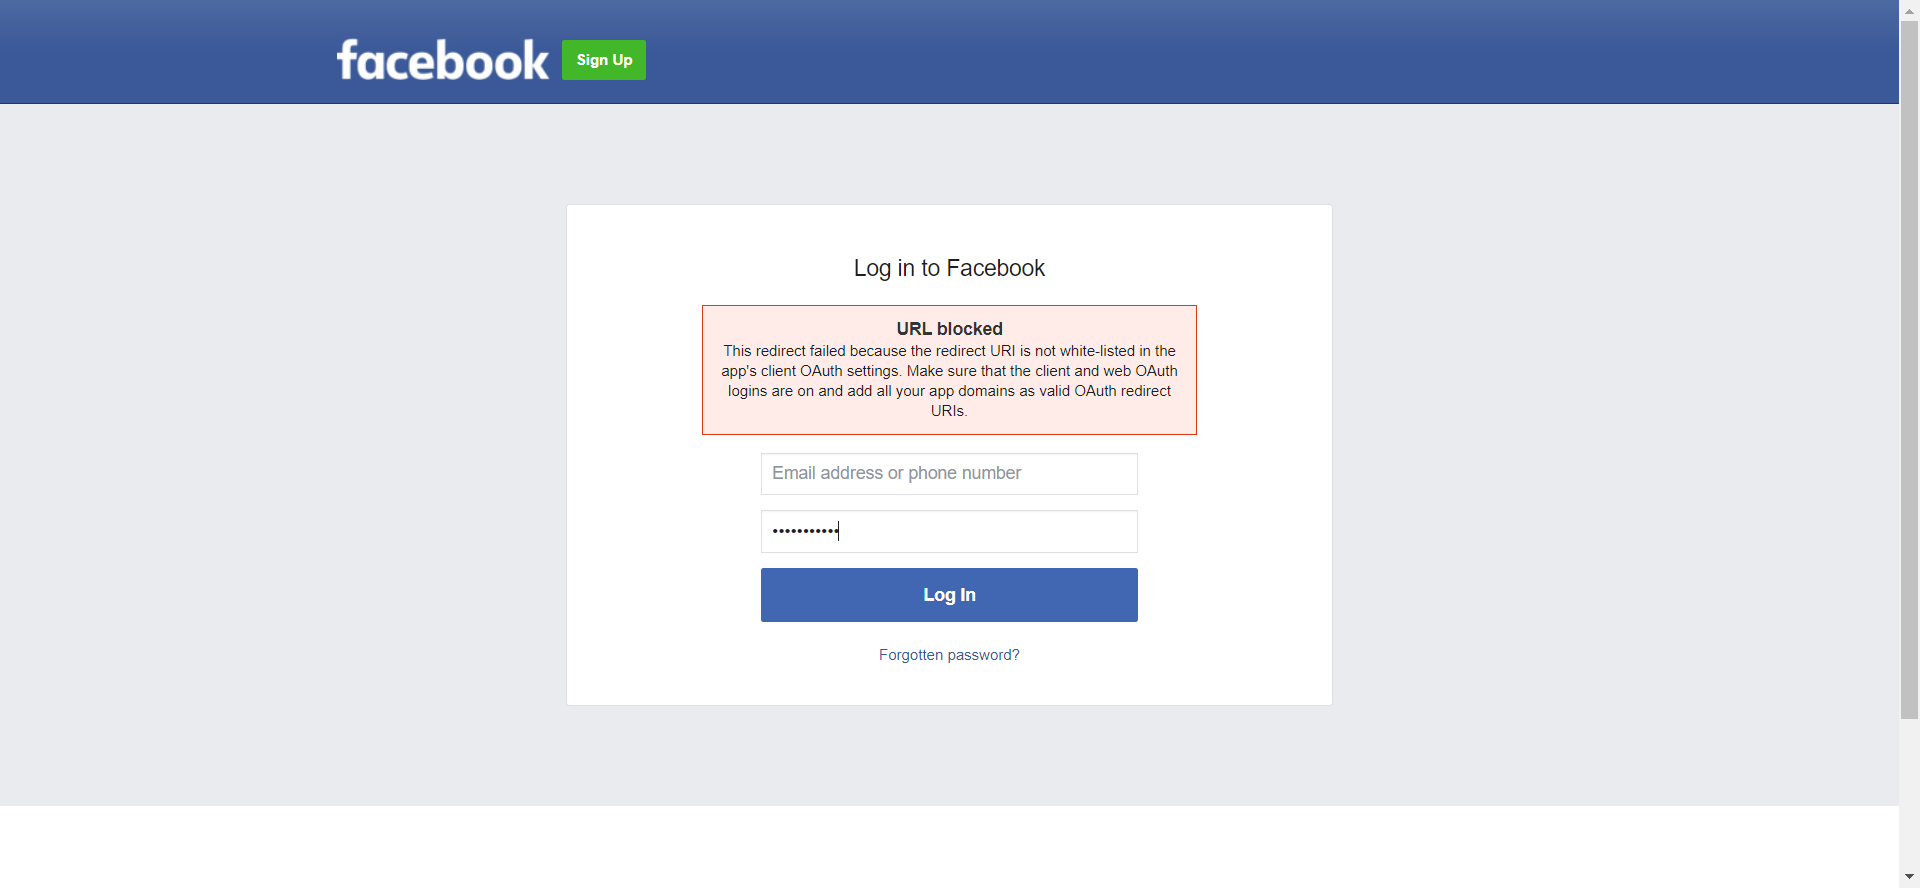 facebook
Sign Up
Log in to Facebook
URL blocked
This redirect failed because the redirect URI is not white-listed in the
app's client OAuth settings. Make sure that the client and web OAuth
logins are on and add all your app domains as valid OAuth redirect
URIs.
Email address or phone number
•••••••••••
Log In
Forgotten password?